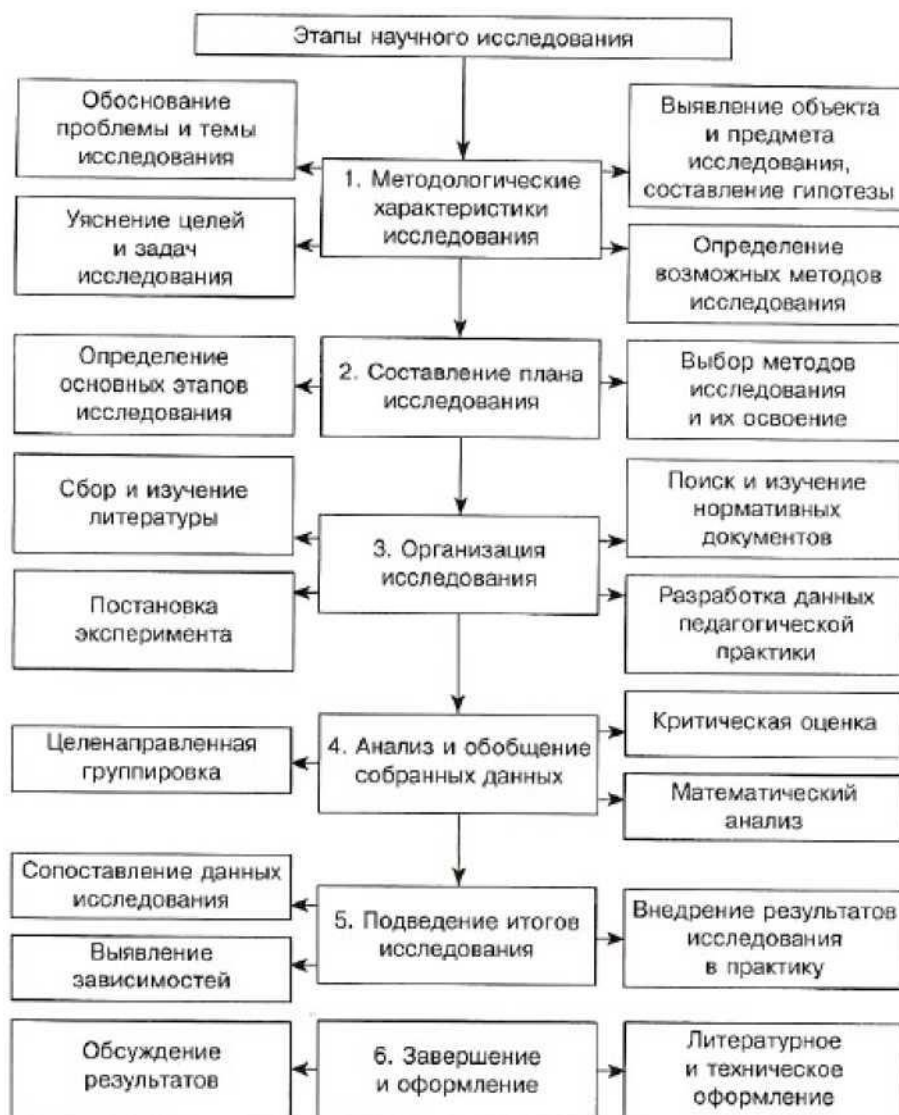 Этапы научного исследования
Обоснование
проблемы и темы
исследования
Выявление объекта
и предмета
исследования,
составление гипотезы
1. Методологические
характеристики
исследования
Уяснение целей
и задач
исследования
Определение
возможных методов
исследования
Определение
основных этапов
исследования
2. Составление плана
исследования
Выбор методов
исследования
и их освоение
Сбор и изучение
литературы
Поиск и изучение
нормативных
документов
3. Организация
исследования
Постановка
эксперимента
Разработка данных
педагогической
практики
Критическая оценка
Целенаправленная
группировка
4. Анализ и обобщение
собранных данных
Математический
анализ
Сопоставление данных
исследования
5. Подведение итогов
исследования
Внедрение результатов
исследования
в практику
Выявление
зависимостей
Обсуждение
результатов
6. Завершение
и оформление
Литературное
и техническое
оформление